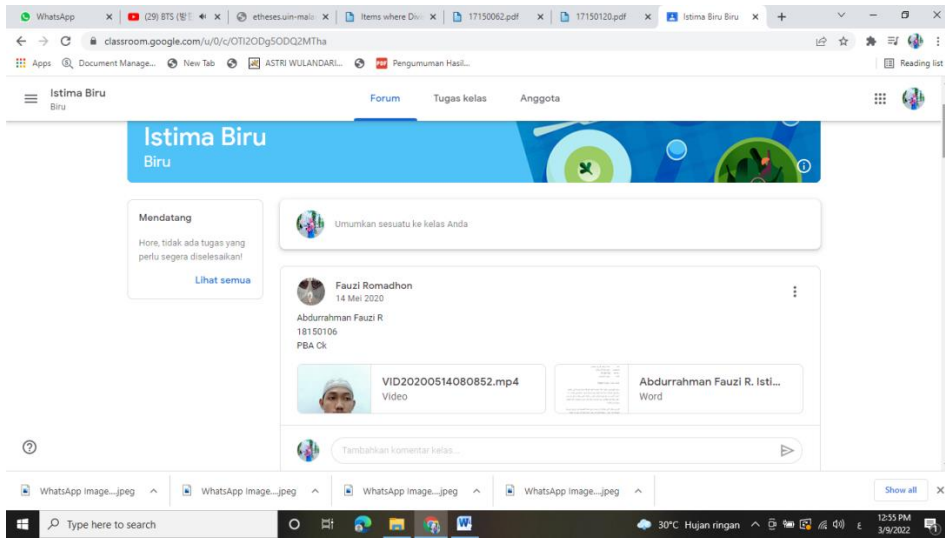 WhatsApp
(29) BTS
etheses.uin-mala
Items where Divi
17150062.pdf
17150120.pdf
Istima Biru Biru
classroom.google.com/u/0/c/OTI2ODg5ODQ2MTha
Apps
Document Manage...
New Tab
ASTRI WULANDARI...
PDF
Pengumuman Hasil...
Reading list
Istima Biru
Biru
Forum
Tugas kelas
Anggota
Istima Biru
Biru
Mendatang
Hore, tidak ada tugas yang
perlu segera diselesaikan!
Lihat semua
Umumkan sesuatu ke kelas Anda
Fauzi Romadhon
14 Mei 2020
Abdurrahman Fauzi R
18150106
PBA Ck
VID20200514080852.mp4
Video
Abdurrahman Fauzi R. Isti...
Word
Tambahkan komentar kelas...
WhatsApp Image....jpeg
WhatsApp Image....jpeg
WhatsApp Image....jpeg
WhatsApp Image....jpeg
Show all
Type here to search
30°C Hujan ringan
ع
12:55 PM
3/9/2022